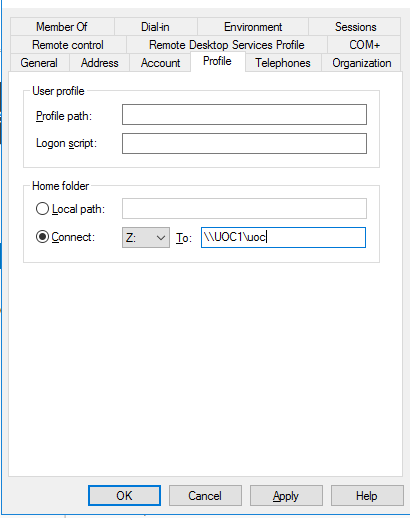 Member Of Dial-in Environment Sessions
Remote control Remote Desktop Services Profile COM+
General Address Account Profile Telephones Organization
User profile
Profile path:
Logon script:
Home folder
Local path:
Connect: Z: To: \\UOC1\uoc
OK Cancel Apply Help